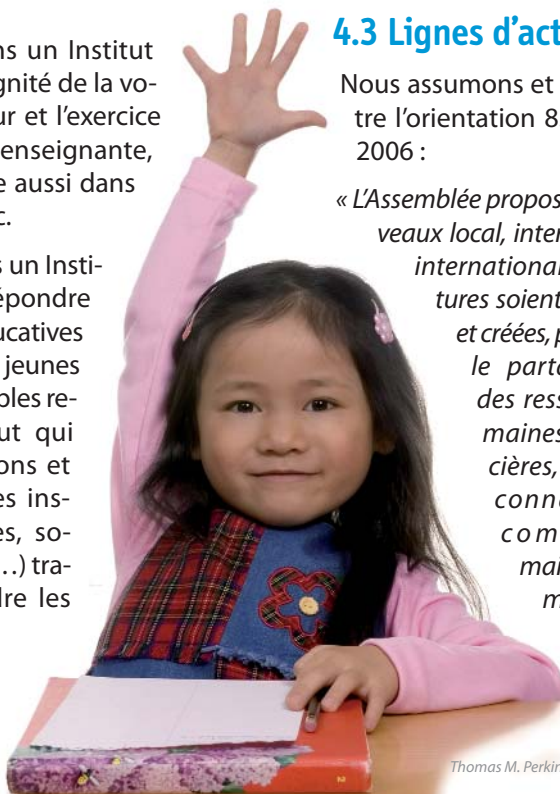 ns un Institut
gnité de la vo-
ur et l'exercice
enseignante,
e aussi dans
c.
s un Insti-
épondre
ucatives
jeunes
bles re-
ut qui
ons et
es ins-
es, so-
…) tra-
dre les
4.3 Lignes d'act
Nous assumons et
tre l'orientation 8
2006 :
« L'Assemblée propos
veaux local, inter
international
tures soient
et créées, p
le parta
des ress
maines
cières,
conn
com
mai
m
Thomas M. Perkin